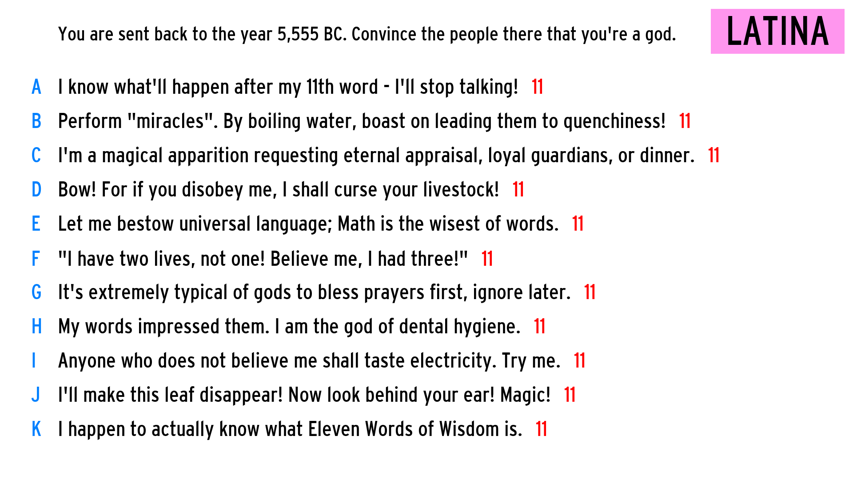 You are sent back to the year 5,555 BC. Convince the people there that you're a god.
LATINA
A I know what'll happen after my 11th word - I'll stop talking! 11
B Perform "miracles". By boiling water, boast on leading them to quenchiness! 11
C I'm a magical apparition requesting eternal appraisal, loyal guardians, or dinner. 11
D Bow! For if you disobey me, I shall curse your livestock! 11
E Let me bestow universal language; Math is the wisest of words. 11
F "I have two lives, not one! Believe me, I had three!" 11
G It's extremely typical of gods to bless prayers first, ignore later. 11
H My words impressed them. I am the god of dental hygiene. 11
I Anyone who does not believe me shall taste electricity. Try me. 11
J I'll make this leaf disappear! Now look behind your ear! Magic! 11
K I happen to actually know what Eleven Words of Wisdom is. 11